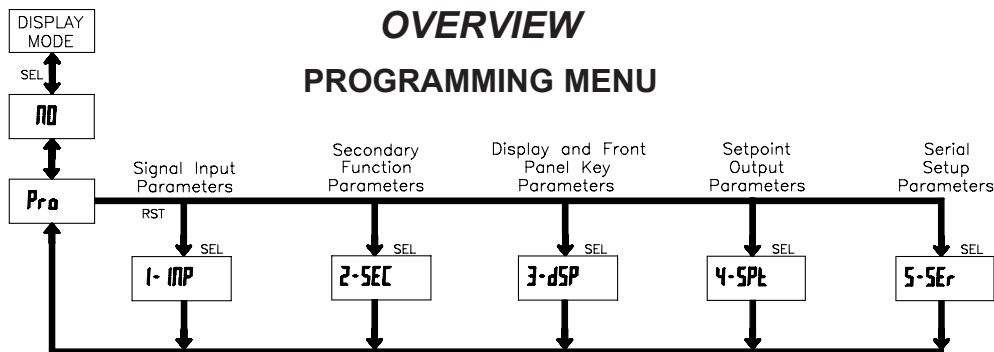 OVERVIEW
PROGRAMMING MENU
DISPLAY
MODE
SEL
NO
Pro
RST
Signal Input
Parameters
SEL
1-INP
Secondary
Function
Parameters
SEL
2-SEC
Display and Front
Panel Key
Parameters
SEL
3-dSP
Setpoint
Output
Parameters
SEL
4-SPt
Serial
Setup
Parameters
SEL
5-SEr